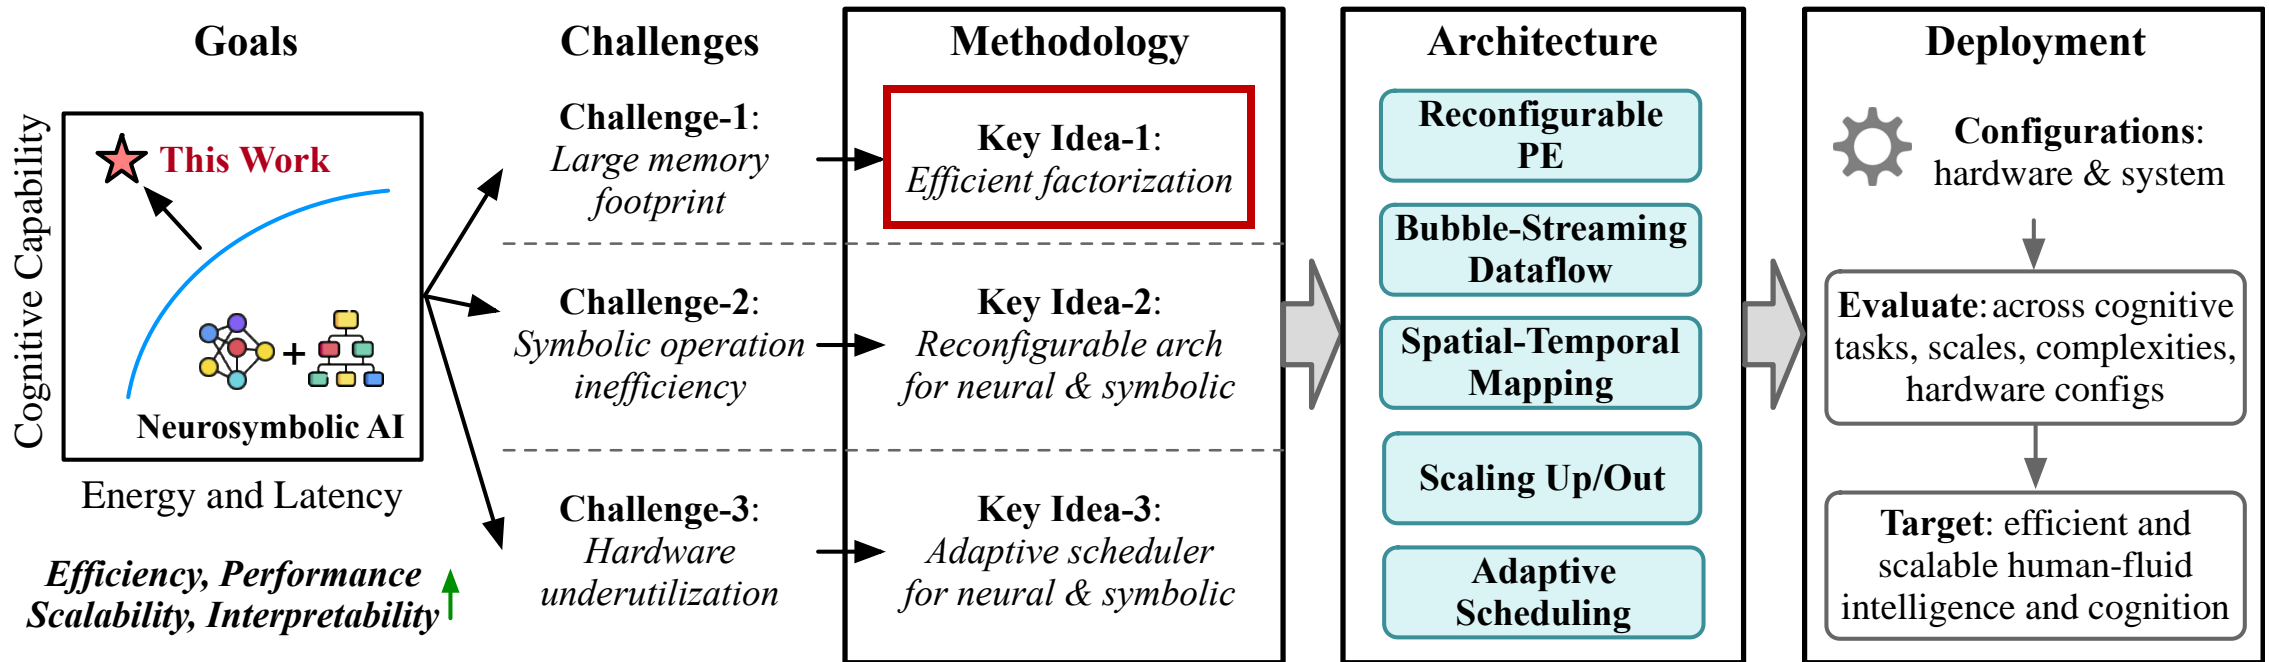 Goals
Cognitive Capability
This Work
+
Neurosymbolic AI
Energy and Latency
Efficiency, Performance
Scalability, Interpretability
Challenges
Challenge-1:
Large memory
footprint
Challenge-2:
Symbolic operation
inefficiency
Challenge-3:
Hardware
underutilization
Methodology
Key Idea-1:
Efficient factorization
Key Idea-2:
Reconfigurable arch
for neural & symbolic
Key Idea-3:
Adaptive scheduler
for neural & symbolic
Architecture
Reconfigurable
PE
Bubble-Streaming
Dataflow
Spatial-Temporal
Mapping
Scaling Up/Out
Adaptive
Scheduling
Deployment
Configurations:
hardware & system
Evaluate: across cognitive
tasks, scales, complexities,
hardware configs
Target: efficient and
scalable human-fluid
intelligence and cognition